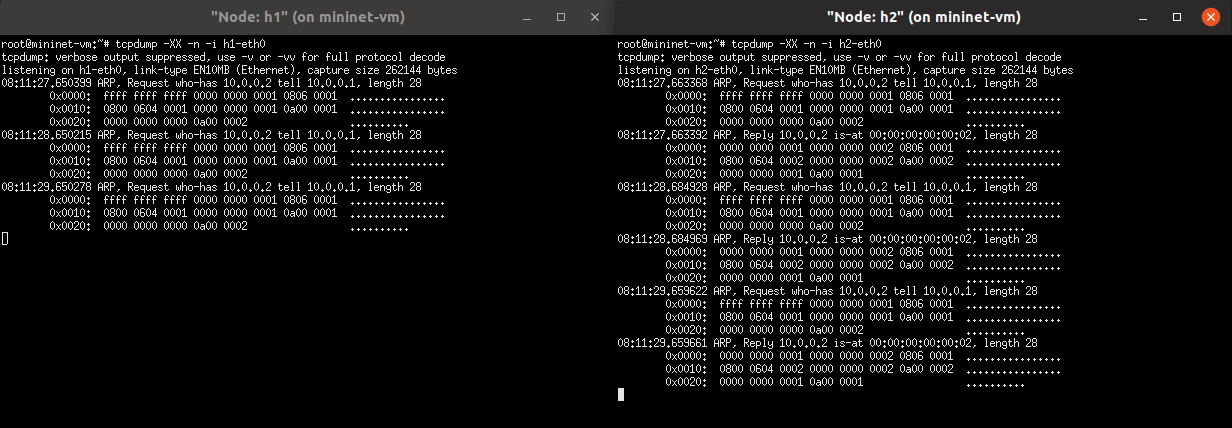 "Node: h1" (on mininet-vm)
root@mininet-vm:~# tcpdump -XX -n -i h1-eth0
tcpdump: verbose output suppressed, use -v or -vv for full protocol decode
listening on h1-eth0, link-type EN10MB (Ethernet), capture size 262144 bytes
08:11:27.650399 ARP, Request who-has 10.0.0.2 tell 10.0.0.1, length 28
0x0000:  ffff ffff ffff 0000 0000 0001 0806 0001  ................
0x0010:  0800 0604 0001 0000 0000 0001 0a00 0001  ................
0x0020:  0000 0000 0000 0a00 0002                 ..........
08:11:28.650215 ARP, Request who-has 10.0.0.2 tell 10.0.0.1, length 28
0x0000:  ffff ffff ffff 0000 0000 0001 0806 0001  ................
0x0010:  0800 0604 0001 0000 0000 0001 0a00 0001  ................
0x0020:  0000 0000 0000 0a00 0002                 ..........
08:11:29.650278 ARP, Request who-has 10.0.0.2 tell 10.0.0.1, length 28
0x0000:  ffff ffff ffff 0000 0000 0001 0806 0001  ................
0x0010:  0800 0604 0001 0000 0000 0001 0a00 0001  ................
0x0020:  0000 0000 0000 0a00 0002                 ..........
"Node: h2" (on mininet-vm)
root@mininet-vm:~# tcpdump -XX -n -i h2-eth0
tcpdump: verbose output suppressed, use -v or -vv for full protocol decode
listening on h2-eth0, link-type EN10MB (Ethernet), capture size 262144 bytes
08:11:27.663368 ARP, Request who-has 10.0.0.2 tell 10.0.0.1, length 28
0x0000:  ffff ffff ffff 0000 0000 0001 0806 0001  ................
0x0010:  0800 0604 0001 0000 0000 0001 0a00 0001  ................
0x0020:  0000 0000 0000 0a00 0002                 ..........
08:11:27.663392 ARP, Reply 10.0.0.2 is-at 00:00:00:00:00:02, length 28
0x0000:  0000 0000 0001 0000 0000 0002 0806 0001  ................
0x0010:  0800 0604 0002 0000 0000 0002 0a00 0002  ................
0x0020:  0000 0000 0001 0a00 0001                 ..........
08:11:28.684928 ARP, Request who-has 10.0.0.2 tell 10.0.0.1, length 28
0x0000:  ffff ffff ffff 0000 0000 0001 0806 0001  ................
0x0010:  0800 0604 0001 0000 0000 0001 0a00 0001  ................
0x0020:  0000 0000 0000 0a00 0002                 ..........
08:11:28.684969 ARP, Reply 10.0.0.2 is-at 00:00:00:00:00:02, length 28
0x0000:  0000 0000 0001 0000 0000 0002 0806 0001  ................
0x0010:  0800 0604 0002 0000 0000 0002 0a00 0002  ................
0x0020:  0000 0000 0001 0a00 0001                 ..........
08:11:29.659622 ARP, Request who-has 10.0.0.2 tell 10.0.0.1, length 28
0x0000:  ffff ffff ffff 0000 0000 0001 0806 0001  ................
0x0010:  0800 0604 0001 0000 0000 0001 0a00 0001  ................
0x0020:  0000 0000 0000 0a00 0002                 ..........
08:11:29.659661 ARP, Reply 10.0.0.2 is-at 00:00:00:00:00:02, length 28
0x0000:  0000 0000 0001 0000 0000 0002 0806 0001  ................
0x0010:  0800 0604 0002 0000 0000 0002 0a00 0002  ................
0x0020:  0000 0000 0001 0a00 0001                 ..........